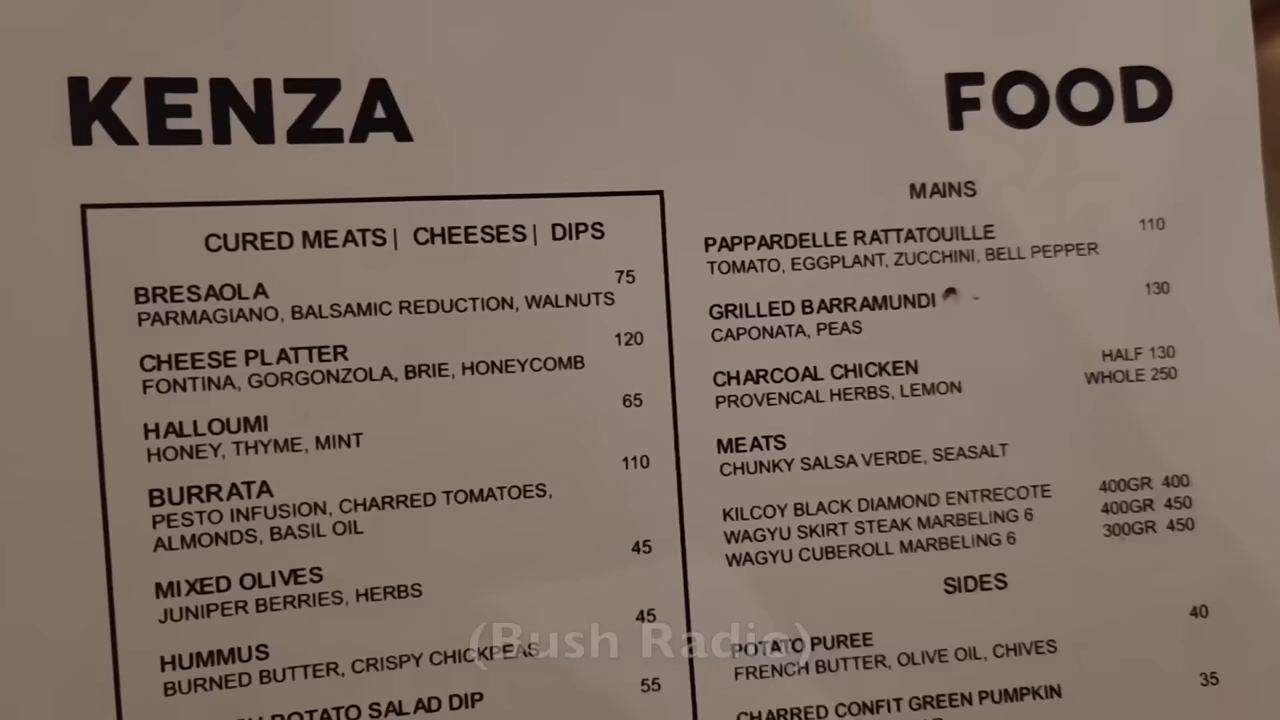 KENZA
FOOD
CURED MEATS | CHEESES | DIPS
75
BRESAOLA
PARMAGIANO, BALSAMIC REDUCTION, WALNUTS
120
CHEESE PLATTER
FONTINA, GORGONZOLA, BRIE, HONEYCOMB
65
HALLOUMI
HONEY, THYME, MINT
110
BURRATA
PESTO INFUSION, CHARRED TOMATOES,
ALMONDS, BASIL OIL
45
MIXED OLIVES
JUNIPER BERRIES, HERBS
45
HUMMUS
BURNED BUTTER, CRISPY CHICKPEAS
55
POTATO SALAD DIP
MAINS
PAPPARDELLE RATTATOUILLE 110
TOMATO, EGGPLANT, ZUCCHINI, BELL PEPPER
GRILLED BARRAMUNDI 130
CAPONATA, PEAS
CHARCOAL CHICKEN HALF 130
PROVENCAL HERBS, LEMON WHOLE 250
MEATS
CHUNKY SALSA VERDE, SEASALT
KILCOY BLACK DIAMOND ENTRECOTE 400GR 400
WAGYU SKIRT STEAK MARBELING 6 400GR 450
WAGYU CUBEROLL MARBELING 6 300GR 450
SIDES
POTATO PUREE 40
FRENCH BUTTER, OLIVE OIL, CHIVES
CHARRED CONFIT GREEN PUMPKIN 35
(Bush Radio)